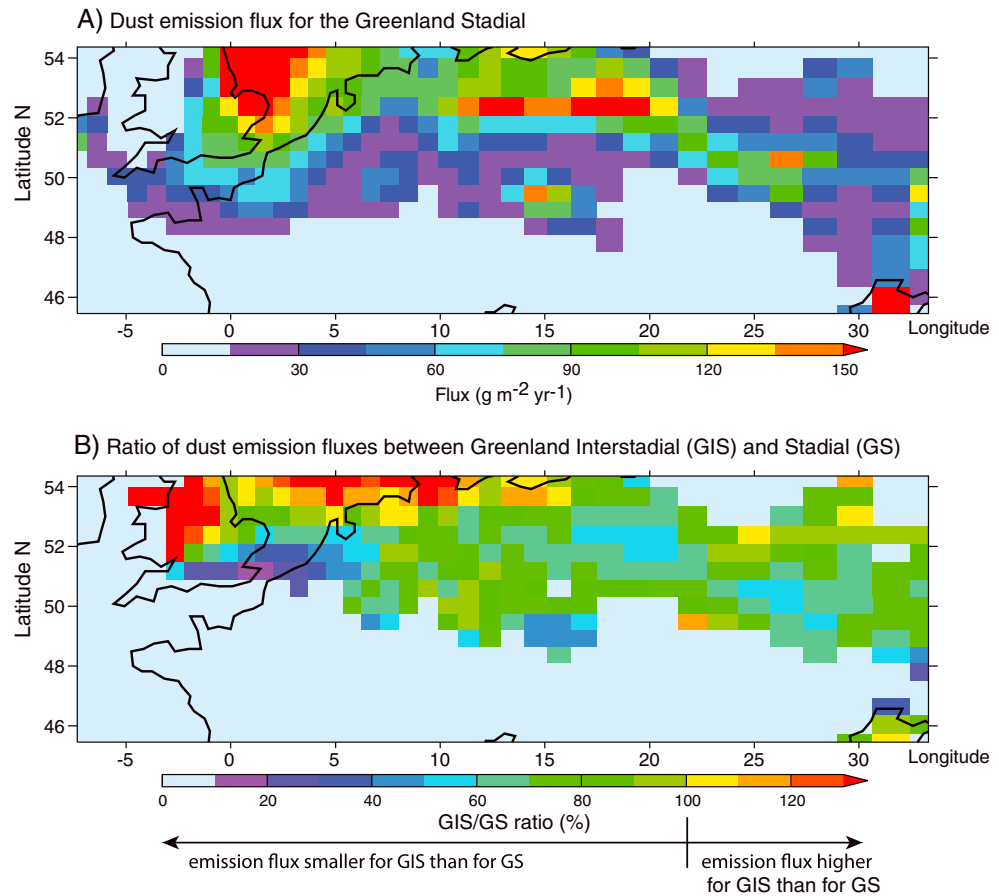 A) Dust emission flux for the Greenland Stadial
Latitude N
54
52
50
48
46
-5 0 5 10 15 20 25 30 Longitude
0 30 60 90 120 150
Flux (g m-2 yr-1)
B) Ratio of dust emission fluxes between Greenland Interstadial (GIS) and Stadial (GS)
Latitude N
54
52
50
48
46
-5 0 5 10 15 20 25 30 Longitude
0 20 40 60 80 100 120
GIS/GS ratio (%)
emission flux smaller for GIS than for GS
emission flux higher
for GIS than for GS